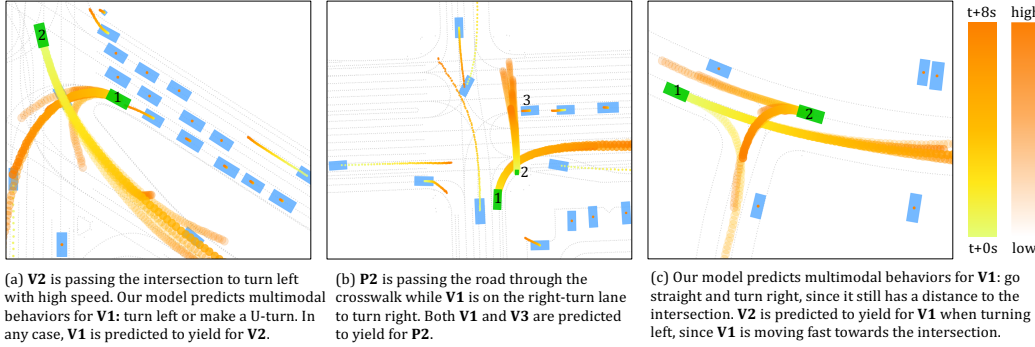 2
1
3
2
1
1
2
t+8s
high
t+0s
low
(a) V2 is passing the intersection to turn left
with high speed. Our model predicts multimodal
behaviors for V1: turn left or make a U-turn. In
any case, V1 is predicted to yield for V2.
(b) P2 is passing the road through the
crosswalk while V1 is on the right-turn lane
to turn right. Both V1 and V3 are predicted
to yield for P2.
(c) Our model predicts multimodal behaviors for V1: go
straight and turn right, since it still has a distance to the
intersection. V2 is predicted to yield for V1 when turning
left, since V1 is moving fast towards the intersection.